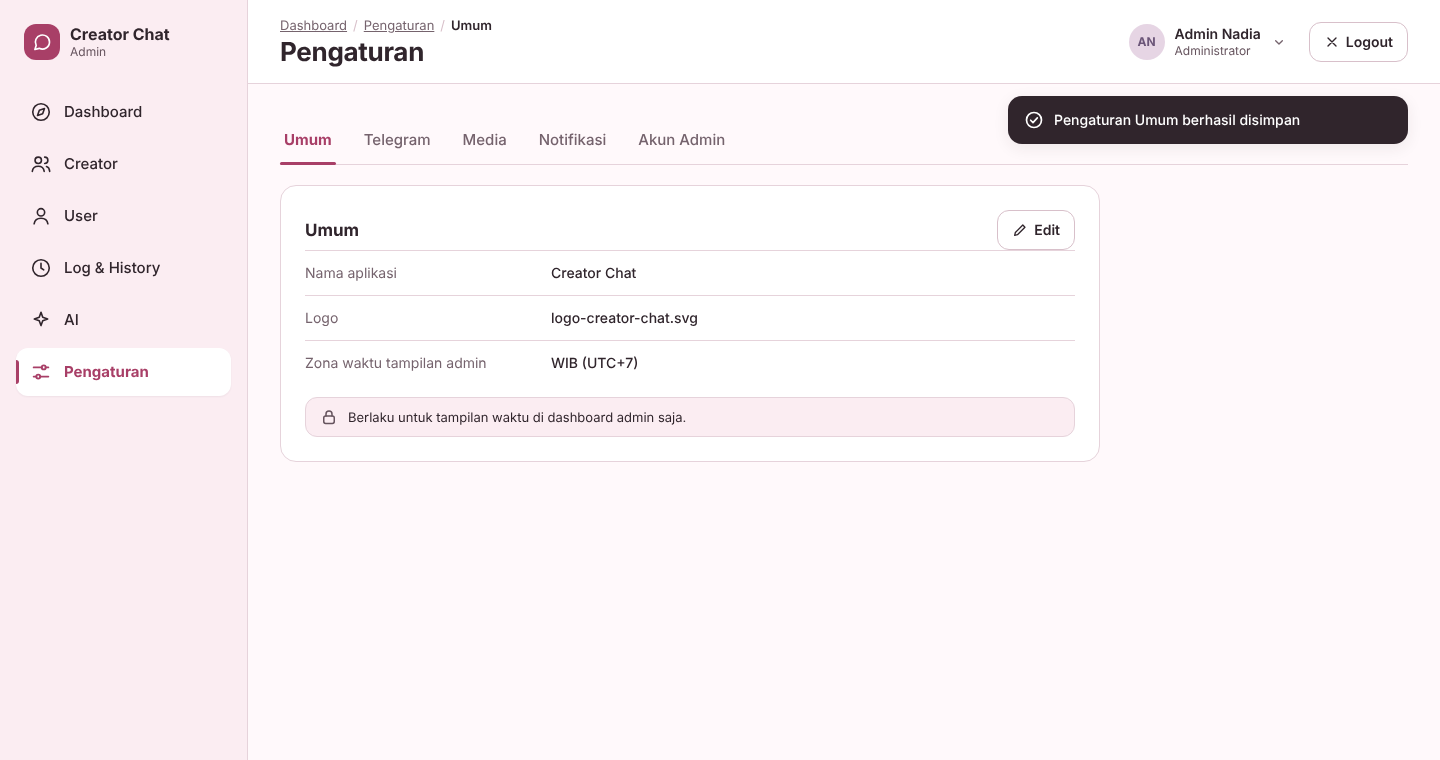 Creator Chat
Admin
Dashboard
Creator
User
Log & History
AI
Pengaturan
Dashboard / Pengaturan / Umum
Pengaturan
AN
Admin Nadia
Administrator
Logout
Pengaturan Umum berhasil disimpan
Umum Telegram Media Notifikasi Akun Admin
Umum
Edit
Nama aplikasi Creator Chat
Logo logo-creator-chat.svg
Zona waktu tampilan admin WIB (UTC+7)
Berlaku untuk tampilan waktu di dashboard admin saja.